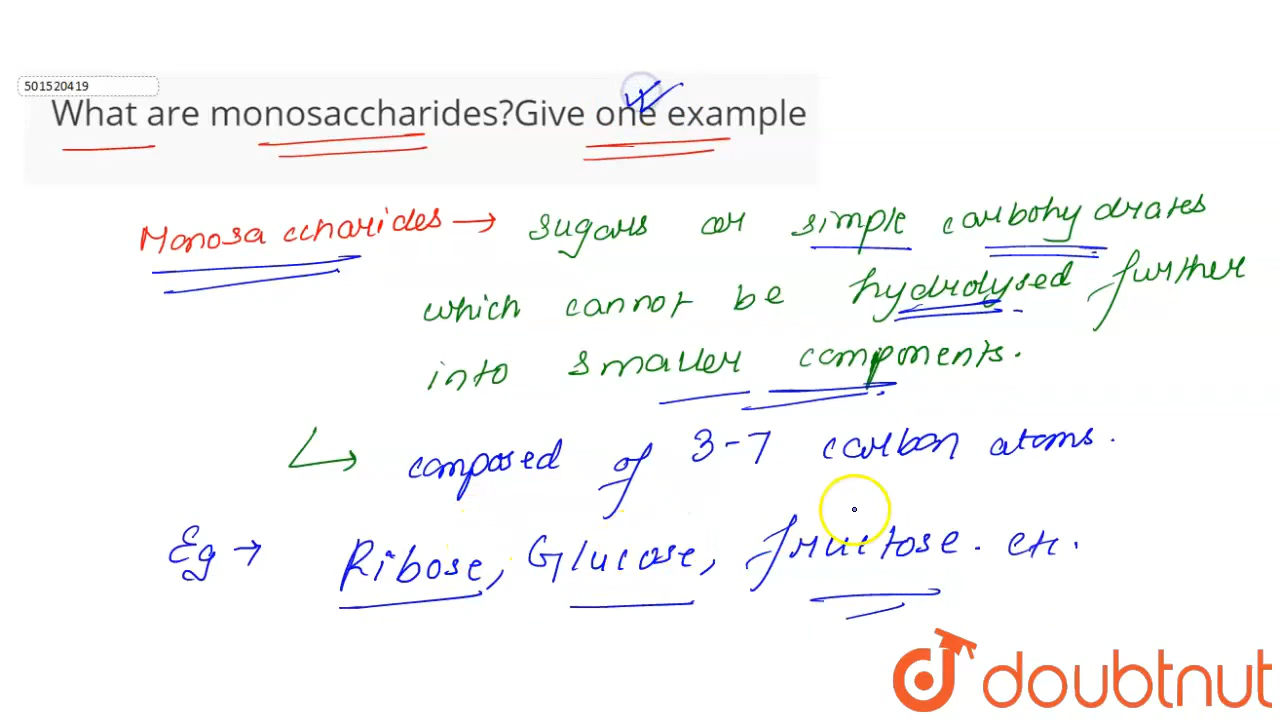 501520419
What are monosaccharides?Give one example
Monosaccharides → sugars or simple carbohydrates
which cannot be hydrolysed further
into smaller components.
↳ composed of 3-7 carbon atoms.
Eg → Ribose, Glucose, fructose. etc.
doubtnut